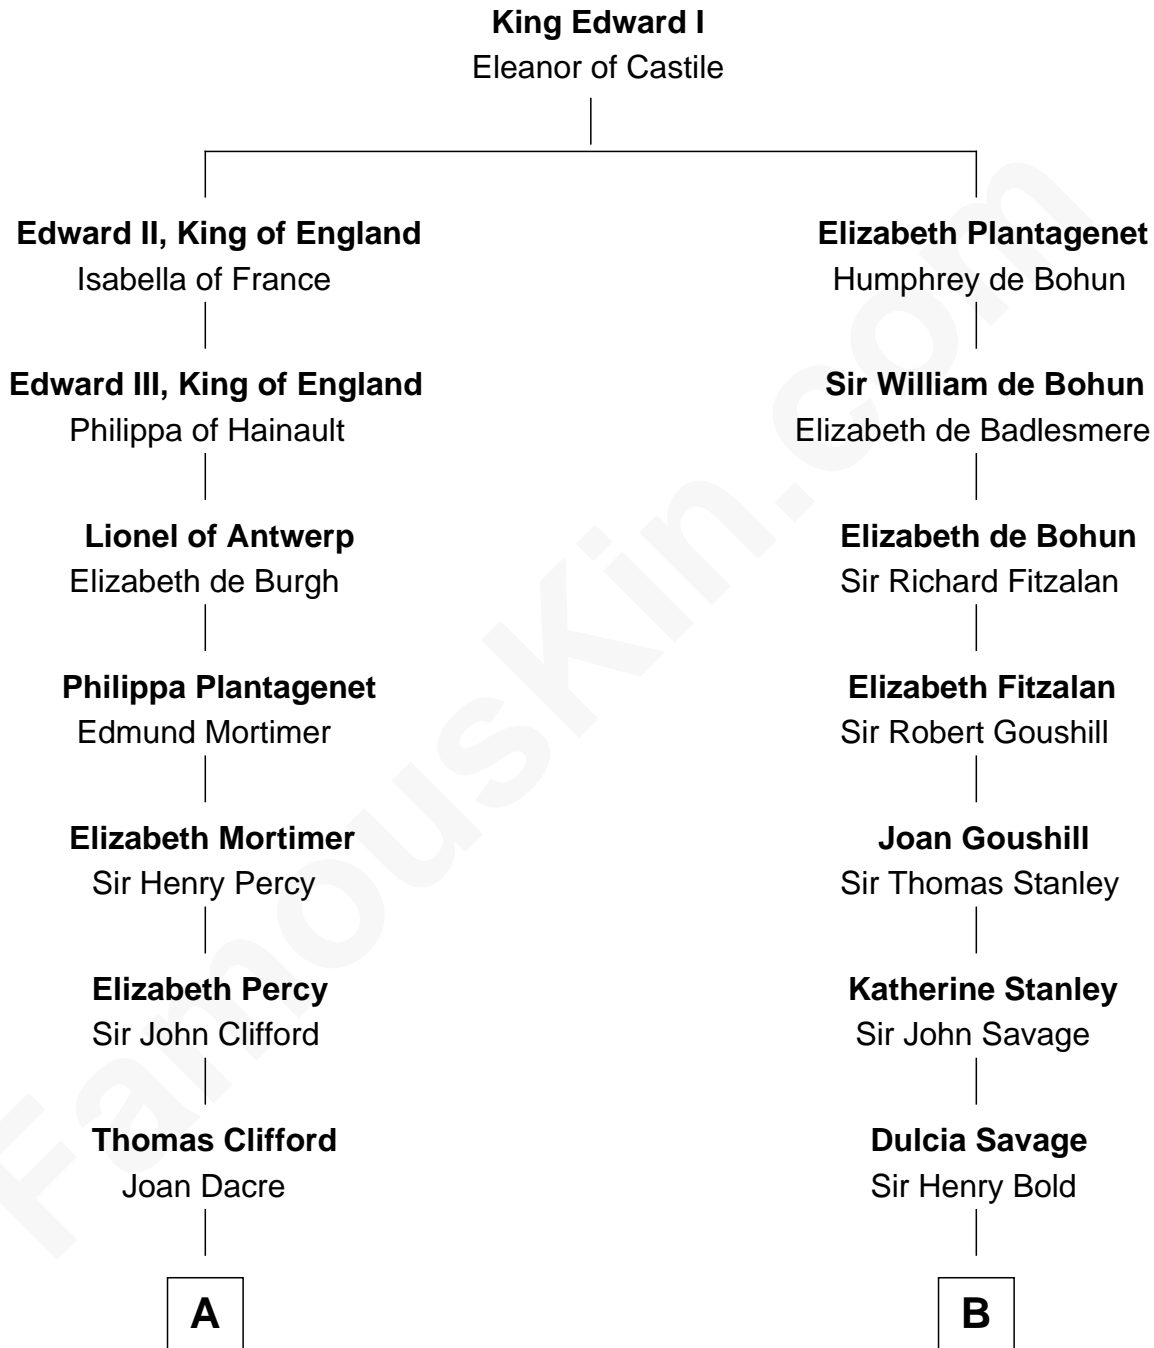 King Edward I
Eleanor of Castile
Edward II, King of England
Isabella of France
Elizabeth Plantagenet
Humphrey de Bohun
Edward III, King of England
Philippa of Hainault
Sir William de Bohun
Elizabeth de Badlesmere
Lionel of Antwerp
Elizabeth de Burgh
Elizabeth de Bohun
Sir Richard Fitzalan
Philippa Plantagenet
Edmund Mortimer
Elizabeth Fitzalan
Sir Robert Goushill
Elizabeth Mortimer
Sir Henry Percy
Joan Goushill
Sir Thomas Stanley
Elizabeth Percy
Sir John Clifford
Katherine Stanley
Sir John Savage
Thomas Clifford
Joan Dacre
Dulcia Savage
Sir Henry Bold
A
B
FamousKin.com